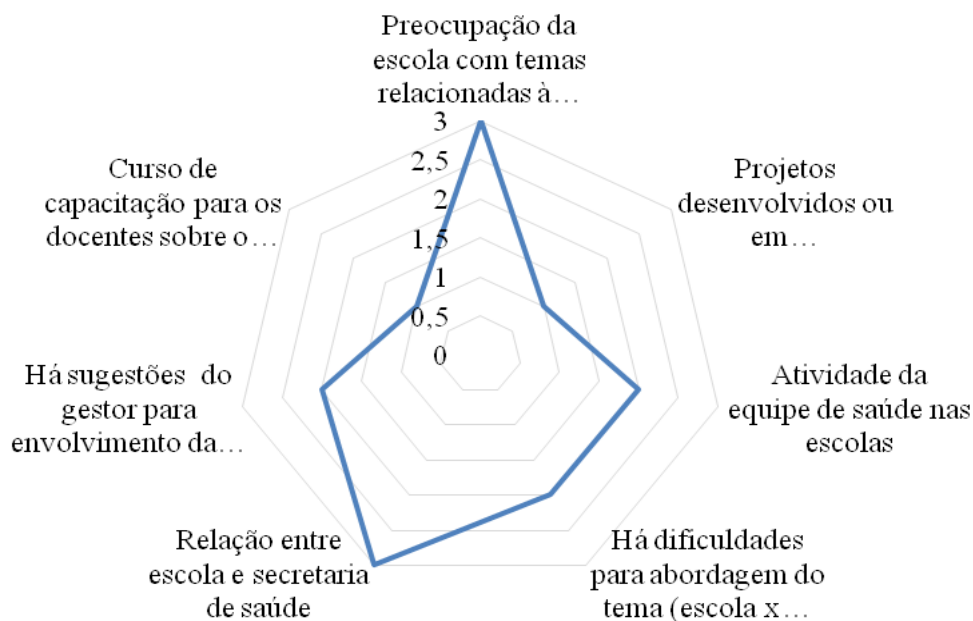 Preocupação da
escola com temas
relacionadas à…
3
2,5
2
1,5
1
0,5
0
Projetos
desenvolvidos ou
em…
Atividade da
equipe de saúde nas
escolas
Há dificuldades
para abordagem do
tema (escola x…
Relação entre
escola e secretaria
de saúde
Há sugestões do
gestor para
envolvimento da…
Curso de
capacitação para os
docentes sobre o…